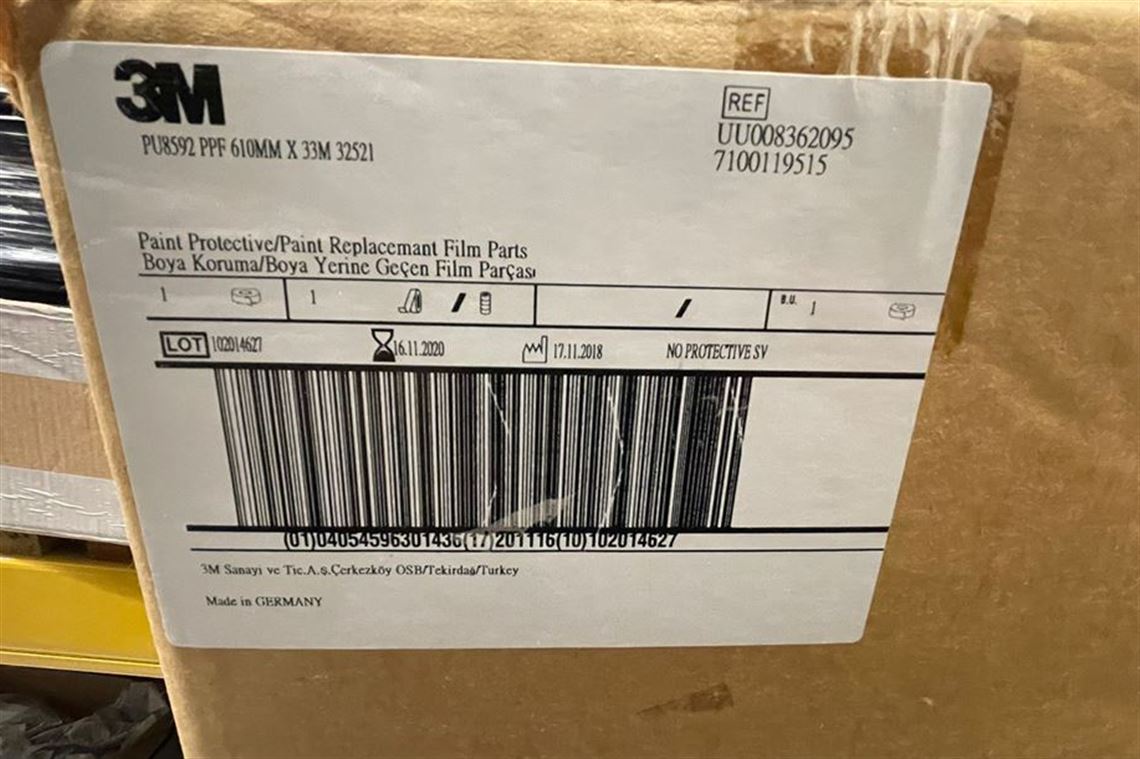 3M
PU8592 PPF 610MM X 33M 32521
REF
UU008362095
7100119515
Paint Protective/Paint Replacemant Film Parts
Boya Koruma/Boya Yerine Geçen Film Parçası
1 1 B.U. 1
LOT 102014627 16.11.2020 17.11.2018 NO PROTECTIVE SV
(01)04054596301436(17)201116(10)102014627
3M Sanayi ve Tic.A.Ş.Çerkezköy OSB/Tekirdağ/Turkey
Made in GERMANY